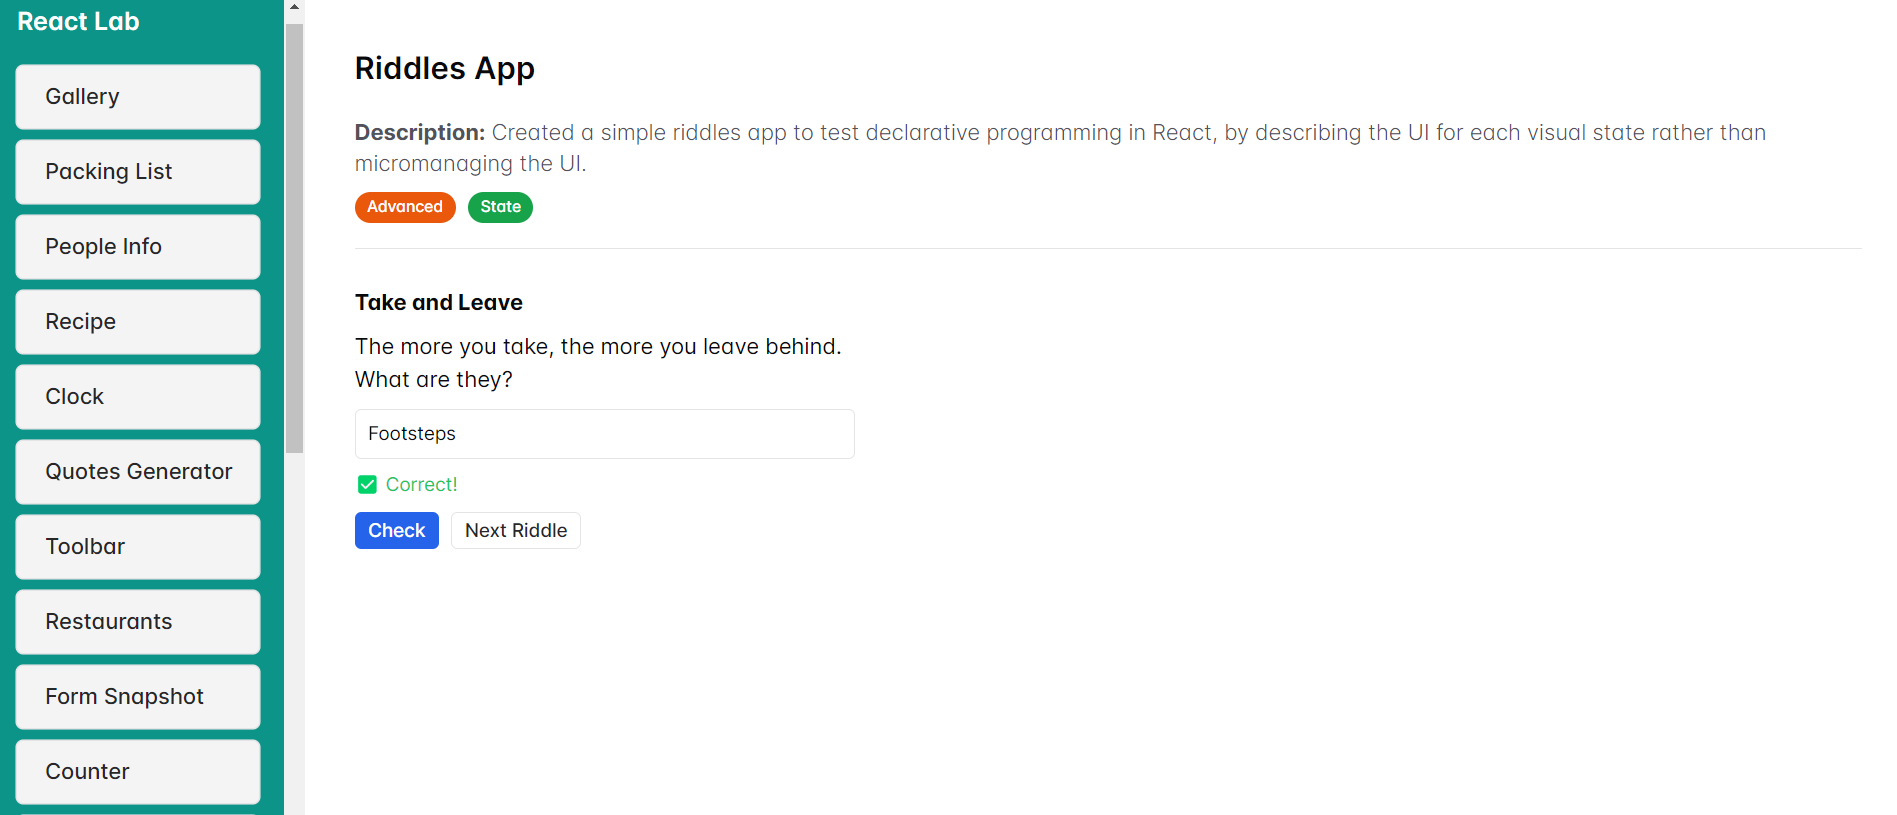 React Lab
Gallery
Packing List
People Info
Recipe
Clock
Quotes Generator
Toolbar
Restaurants
Form Snapshot
Counter
Riddles App
Description: Created a simple riddles app to test declarative programming in React, by describing the UI for each visual state rather than
micromanaging the UI.
Advanced State
Take and Leave
The more you take, the more you leave behind.
What are they?
Footsteps
Correct!
Check Next Riddle